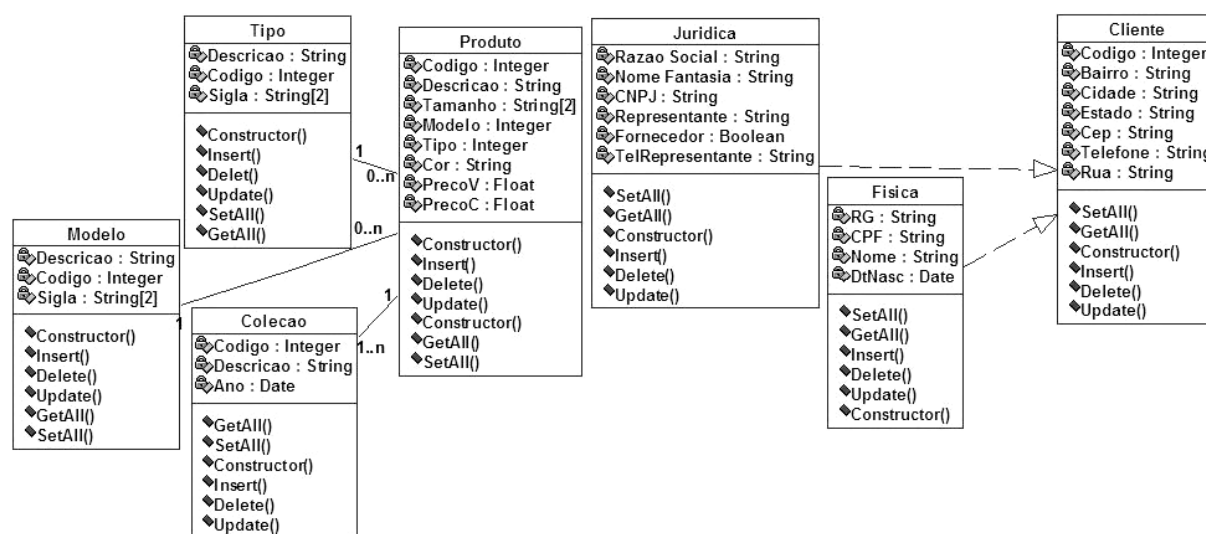 Tipo
Descricao : String
Codigo : Integer
Sigla : String[2]
Constructor()
Insert()
Delet()
Update()
SetAll()
GetAll()
1
0..n
Modelo
Descricao : String
Codigo : Integer
Sigla : String[2]
Constructor()
Insert()
Delete()
Update()
GetAll()
SetAll()
1
0..n
Colecao
Codigo : Integer
Descricao : String
Ano : Date
GetAll()
SetAll()
Constructor()
Insert()
Delete()
Update()
1
1..n
Produto
Codigo : Integer
Descricao : String
Tamanho : String[2]
Modelo : Integer
Tipo : Integer
Cor : String
PrecoV : Float
PrecoC : Float
Constructor()
Insert()
Delete()
Update()
Constructor()
GetAll()
SetAll()
Juridica
Razao Social : String
Nome Fantasia : String
CNPJ : String
Representante : String
Fornecedor : Boolean
TelRepresentante : String
SetAll()
GetAll()
Constructor()
Insert()
Delete()
Update()
Fisica
RG : String
CPF : String
Nome : String
DtNasc : Date
SetAll()
GetAll()
Insert()
Delete()
Update()
Constructor()
Cliente
Codigo : Integer
Bairro : String
Cidade : String
Estado : String
Cep : String
Telefone : String
Rua : String
SetAll()
GetAll()
Constructor()
Insert()
Delete()
Update()